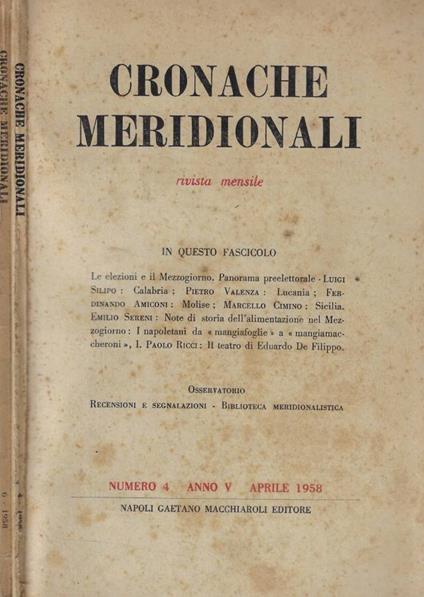 CRONACHE
MERIDIONALI
rivista mensile
IN QUESTO FASCICOLO
Le elezioni e il Mezzogiorno. Panorama preelettorale - LUIGI
SILIPO: Calabria; PIETRO VALENZA: Lucania; FER-
DINANDO AMICONI: Molise; MARCELLO CIMINO: Sicilia.
EMILIO SERENI: Note di storia dell'alimentazione nel Mez-
zogiorno: I napoletani da « mangiafoglie » a « mangiamac-
cheroni », I. PAOLO RICCI: Il teatro di Eduardo De Filippo.
OSSERVATORIO
RECENSIONI E SEGNALAZIONI - BIBLIOTECA MERIDIONALISTICA
NUMERO 4 ANNO V APRILE 1958
NAPOLI GAETANO MACCHIAROLI EDITORE
CRONACHE MERIDIONALI
CRONACHE MERIDIONALI
6 - 1958